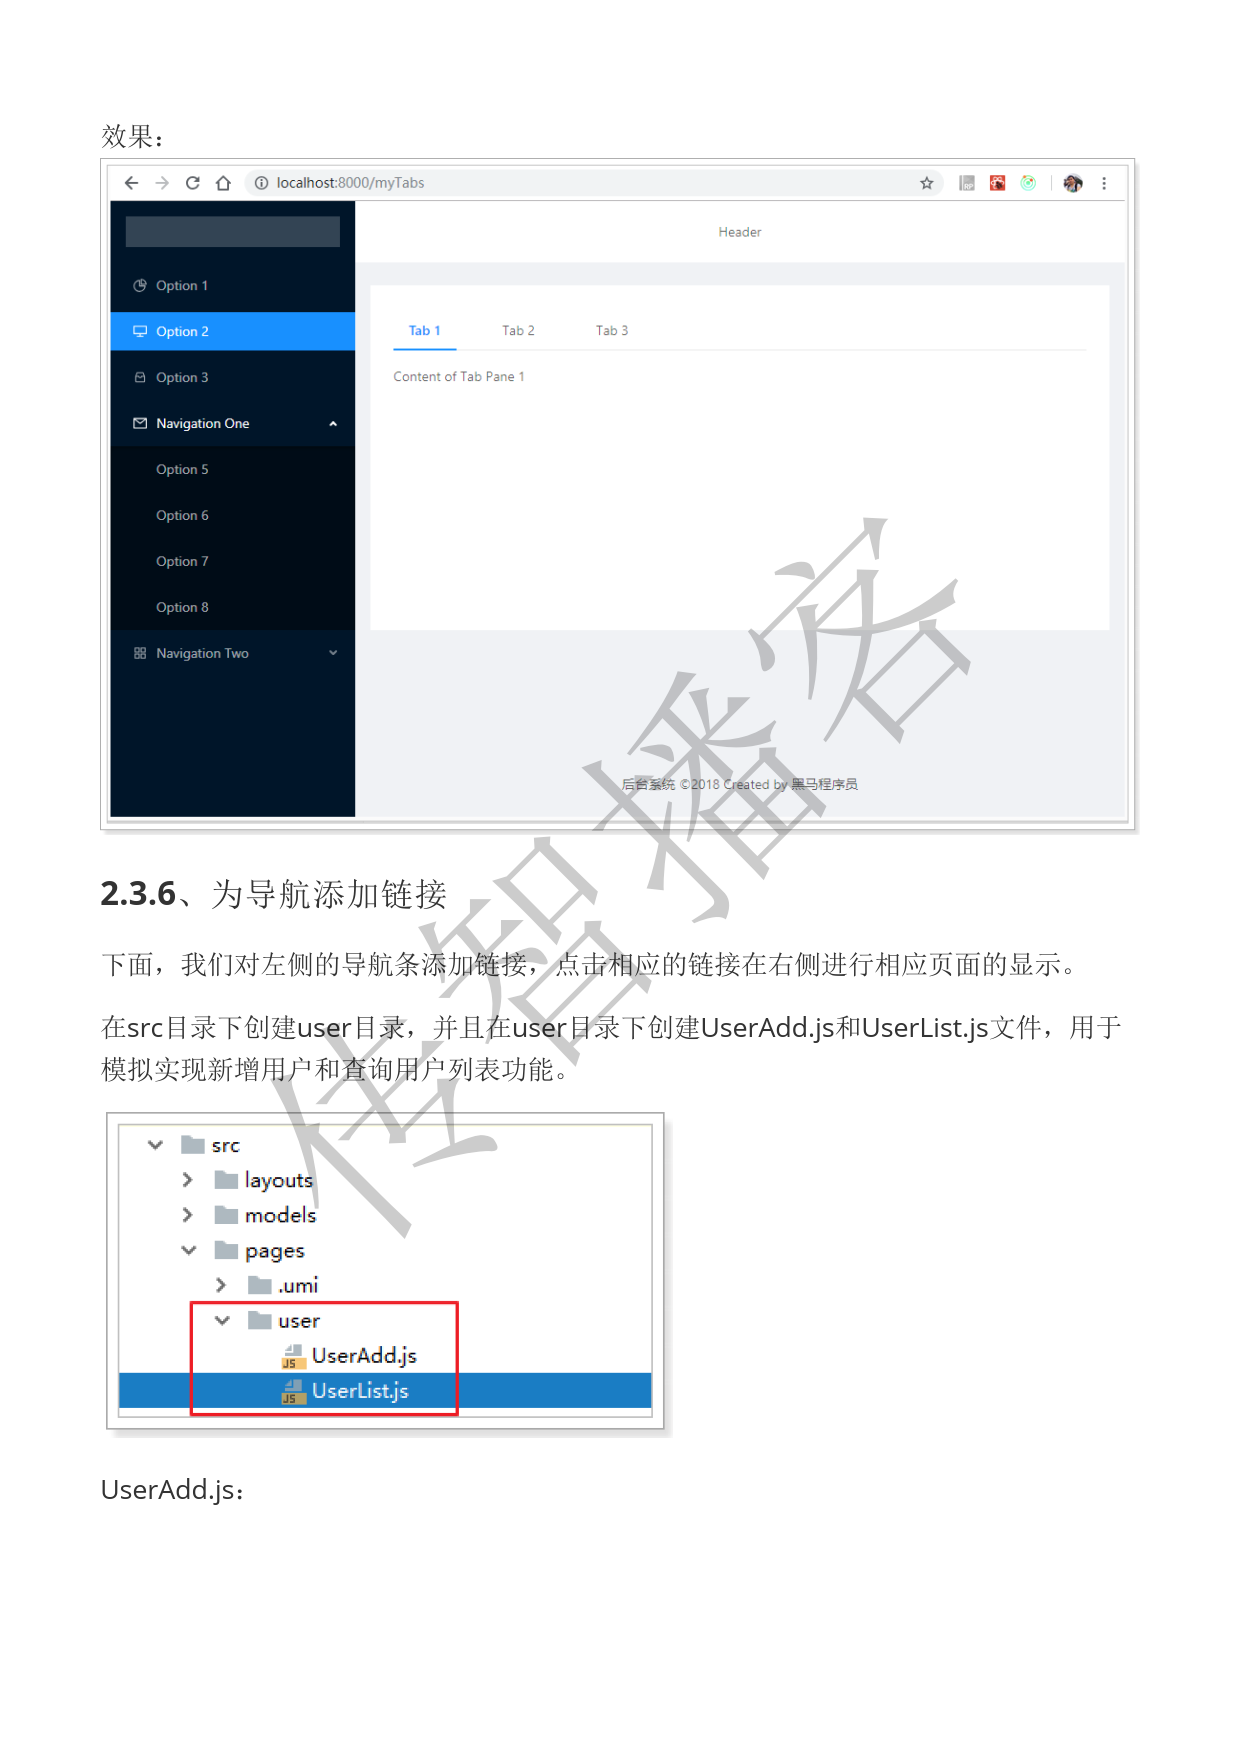 效果：
localhost:8000/myTabs
Header
Option 1
Option 2
Tab 1 Tab 2 Tab 3
Option 3
Content of Tab Pane 1
Navigation One
Option 5
Option 6
Option 7
Option 8
Navigation Two
后台系统 ©2018 Created by 黑马程序员
传智播客
2.3.6、为导航添加链接
下面，我们对左侧的导航条添加链接，点击相应的链接在右侧进行相应页面的显示。
在src目录下创建user目录，并且在user目录下创建UserAdd.js和UserList.js文件，用于
模拟实现新增用户和查询用户列表功能。
src
layouts
models
pages
.umi
user
JS UserAdd.js
JS UserList.js
UserAdd.js：